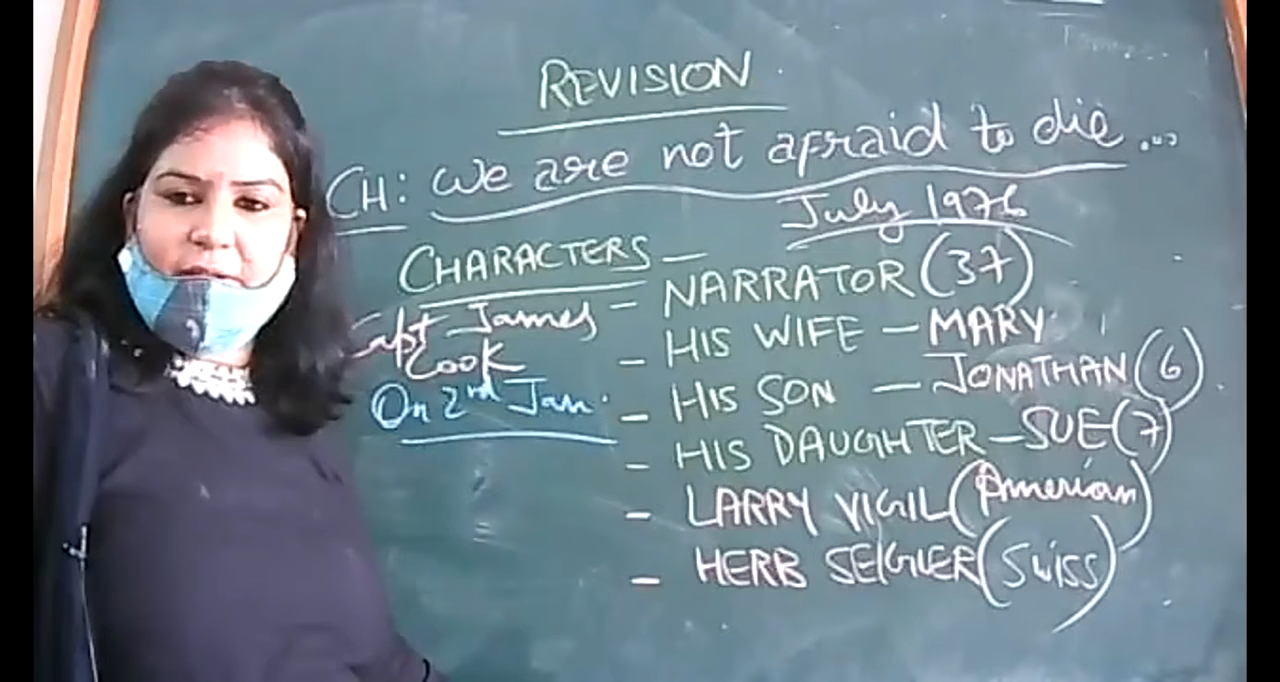 REVISION
CH: We are not afraid to die...
July 1976
CHARACTERS –
– NARRATOR (37)
Capt James
Cook
– HIS WIFE – MARY
On 2nd Jan.
– HIS SON – JONATHAN (6)
– HIS DAUGHTER – SUE (7)
– LARRY VIGIL (American)
– HERB SEIGLER (SWISS)